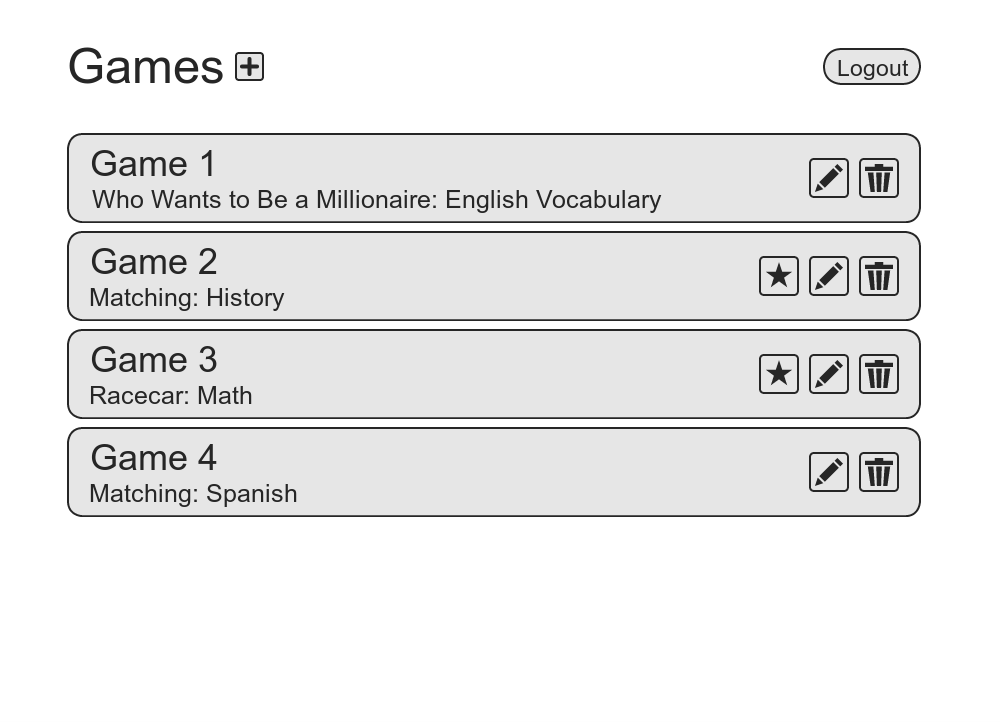 Games
Logout
Game 1
Who Wants to Be a Millionaire: English Vocabulary
Game 2
Matching: History
Game 3
Racecar: Math
Game 4
Matching: Spanish